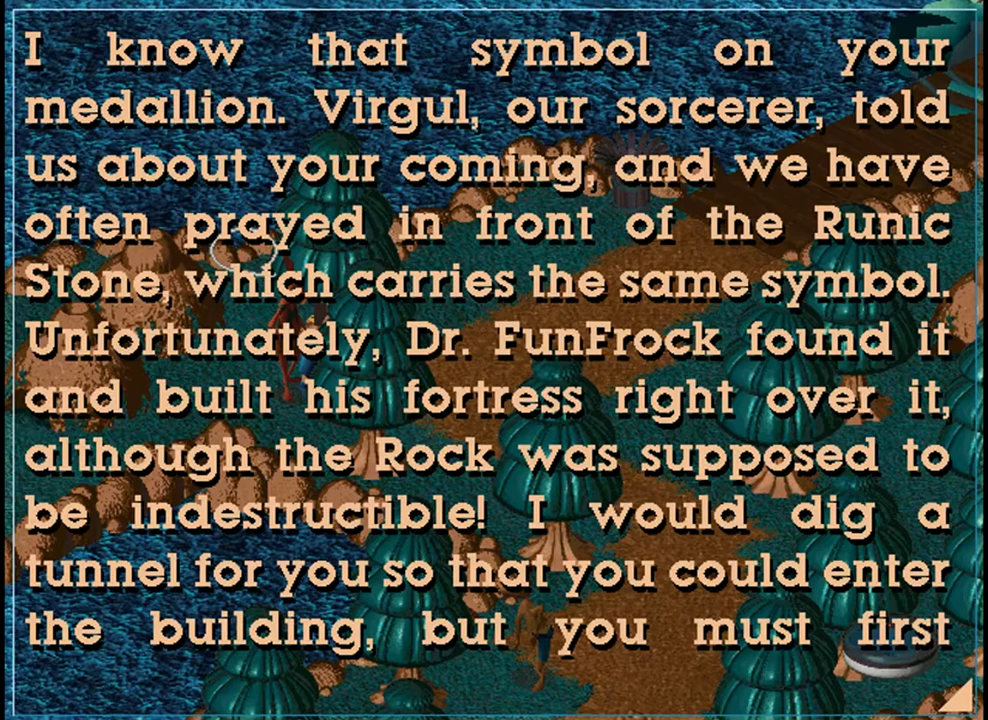 I know that symbol on your
medallion. Virgul, our sorcerer, told
us about your coming, and we have
often prayed in front of the Runic
Stone, which carries the same symbol.
Unfortunately, Dr. FunFrock found it
and built his fortress right over it,
although the Rock was supposed to
be indestructible! I would dig a
tunnel for you so that you could enter
the building, but you must first